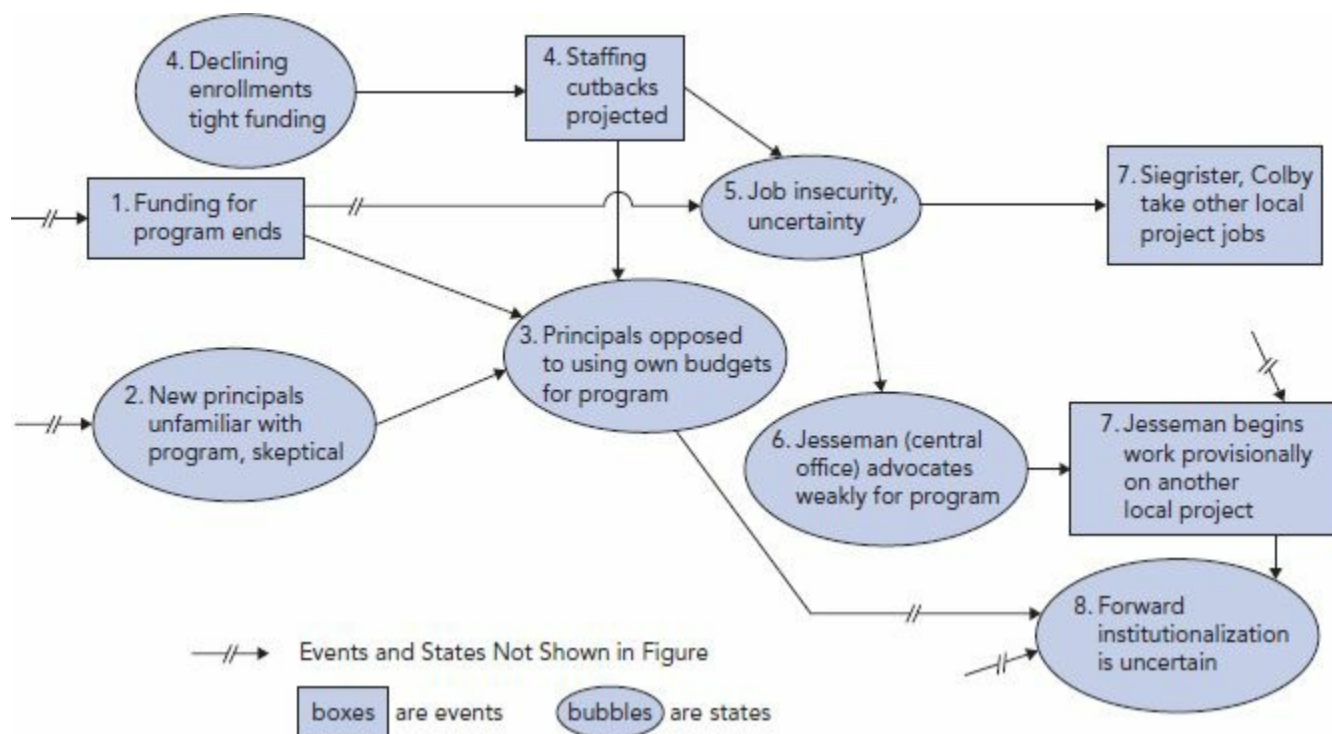 4. Declining
enrollments
tight funding
4. Staffing
cutbacks
projected
1. Funding for
program ends
5. Job insecurity,
uncertainty
7. Siegrister, Colby
take other local
project jobs
2. New principals
unfamiliar with
program, skeptical
3. Principals opposed
to using own budgets
for program
6. Jesseman (central
office) advocates
weakly for program
7. Jesseman begins
work provisionally
on another
local project
8. Forward
institutionalization
is uncertain
Events and States Not Shown in Figure
boxes are events
bubbles are states